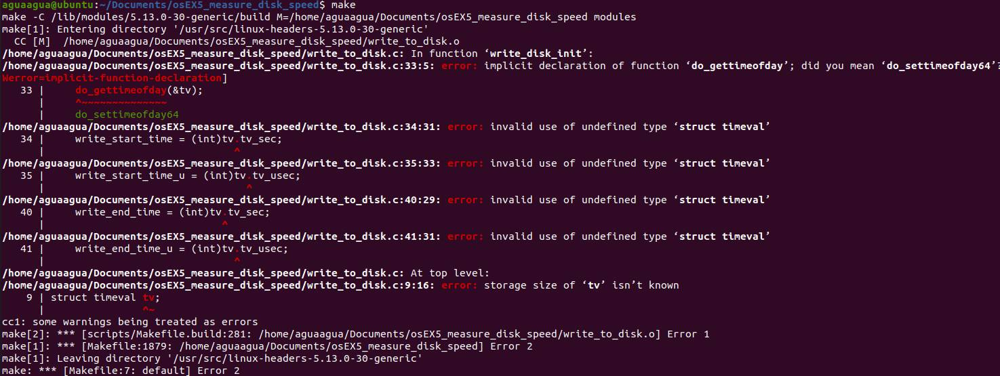 aguaagua@ubuntu:~/Documents/osEX5_measure_disk_speed$ make
make -C /lib/modules/5.13.0-30-generic/build M=/home/aguaagua/Documents/osEX5_measure_disk_speed modules
make[1]: Entering directory '/usr/src/linux-headers-5.13.0-30-generic'
  CC [M]  /home/aguaagua/Documents/osEX5_measure_disk_speed/write_to_disk.o
/home/aguaagua/Documents/osEX5_measure_disk_speed/write_to_disk.c: In function ‘write_disk_init’:
/home/aguaagua/Documents/osEX5_measure_disk_speed/write_to_disk.c:33:5: error: implicit declaration of function ‘do_gettimeofday’; did you mean ‘do_settimeofday64’?
Werror=implicit-function-declaration]
   33 |     do_gettimeofday(&tv);
      |     ^~~~~~~~~~~~~~~
      |     do_settimeofday64
/home/aguaagua/Documents/osEX5_measure_disk_speed/write_to_disk.c:34:31: error: invalid use of undefined type ‘struct timeval’
   34 |     write_start_time = (int)tv.tv_sec;
      |                               ^
/home/aguaagua/Documents/osEX5_measure_disk_speed/write_to_disk.c:35:33: error: invalid use of undefined type ‘struct timeval’
   35 |     write_start_time_u = (int)tv.tv_usec;
      |                                 ^
/home/aguaagua/Documents/osEX5_measure_disk_speed/write_to_disk.c:40:29: error: invalid use of undefined type ‘struct timeval’
   40 |     write_end_time = (int)tv.tv_sec;
      |                             ^
/home/aguaagua/Documents/osEX5_measure_disk_speed/write_to_disk.c:41:31: error: invalid use of undefined type ‘struct timeval’
   41 |     write_end_time_u = (int)tv.tv_usec;
      |                               ^
/home/aguaagua/Documents/osEX5_measure_disk_speed/write_to_disk.c: At top level:
/home/aguaagua/Documents/osEX5_measure_disk_speed/write_to_disk.c:9:16: error: storage size of ‘tv’ isn’t known
    9 | struct timeval tv;
      |                ^~
cc1: some warnings being treated as errors
make[2]: *** [scripts/Makefile.build:281: /home/aguaagua/Documents/osEX5_measure_disk_speed/write_to_disk.o] Error 1
make[1]: *** [Makefile:1879: /home/aguaagua/Documents/osEX5_measure_disk_speed] Error 2
make[1]: Leaving directory '/usr/src/linux-headers-5.13.0-30-generic'
make: *** [Makefile:7: default] Error 2